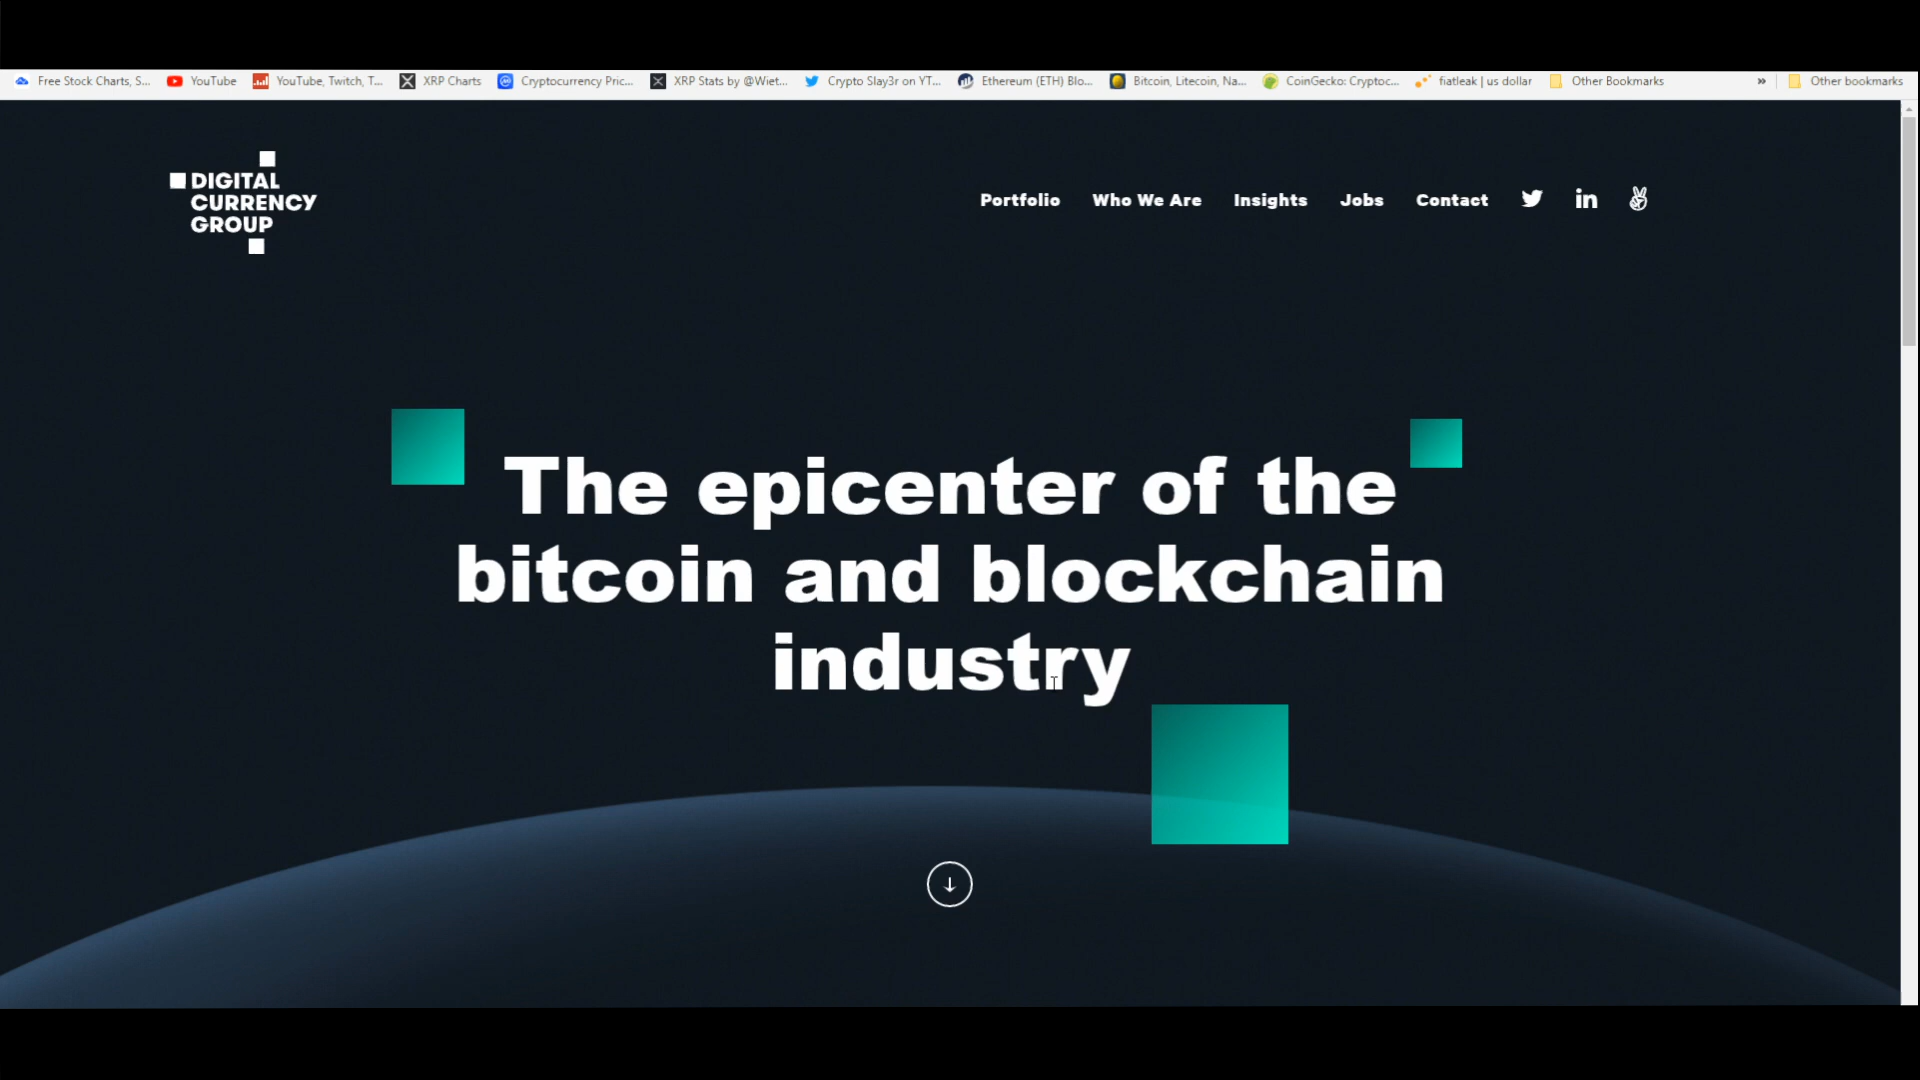 Free Stock Charts, S... YouTube YouTube, Twitch, T... XRP Charts Cryptocurrency Pric... XRP Stats by @Wiet... Crypto Slay3r on YT... Ethereum (ETH) Blo... Bitcoin, Litecoin, Na... CoinGecko: Cryptoc... fiatleak | us dollar Other Bookmarks » Other bookmarks
DIGITAL
CURRENCY
GROUP
Portfolio Who We Are Insights Jobs Contact in
The epicenter of the
bitcoin and blockchain
industry